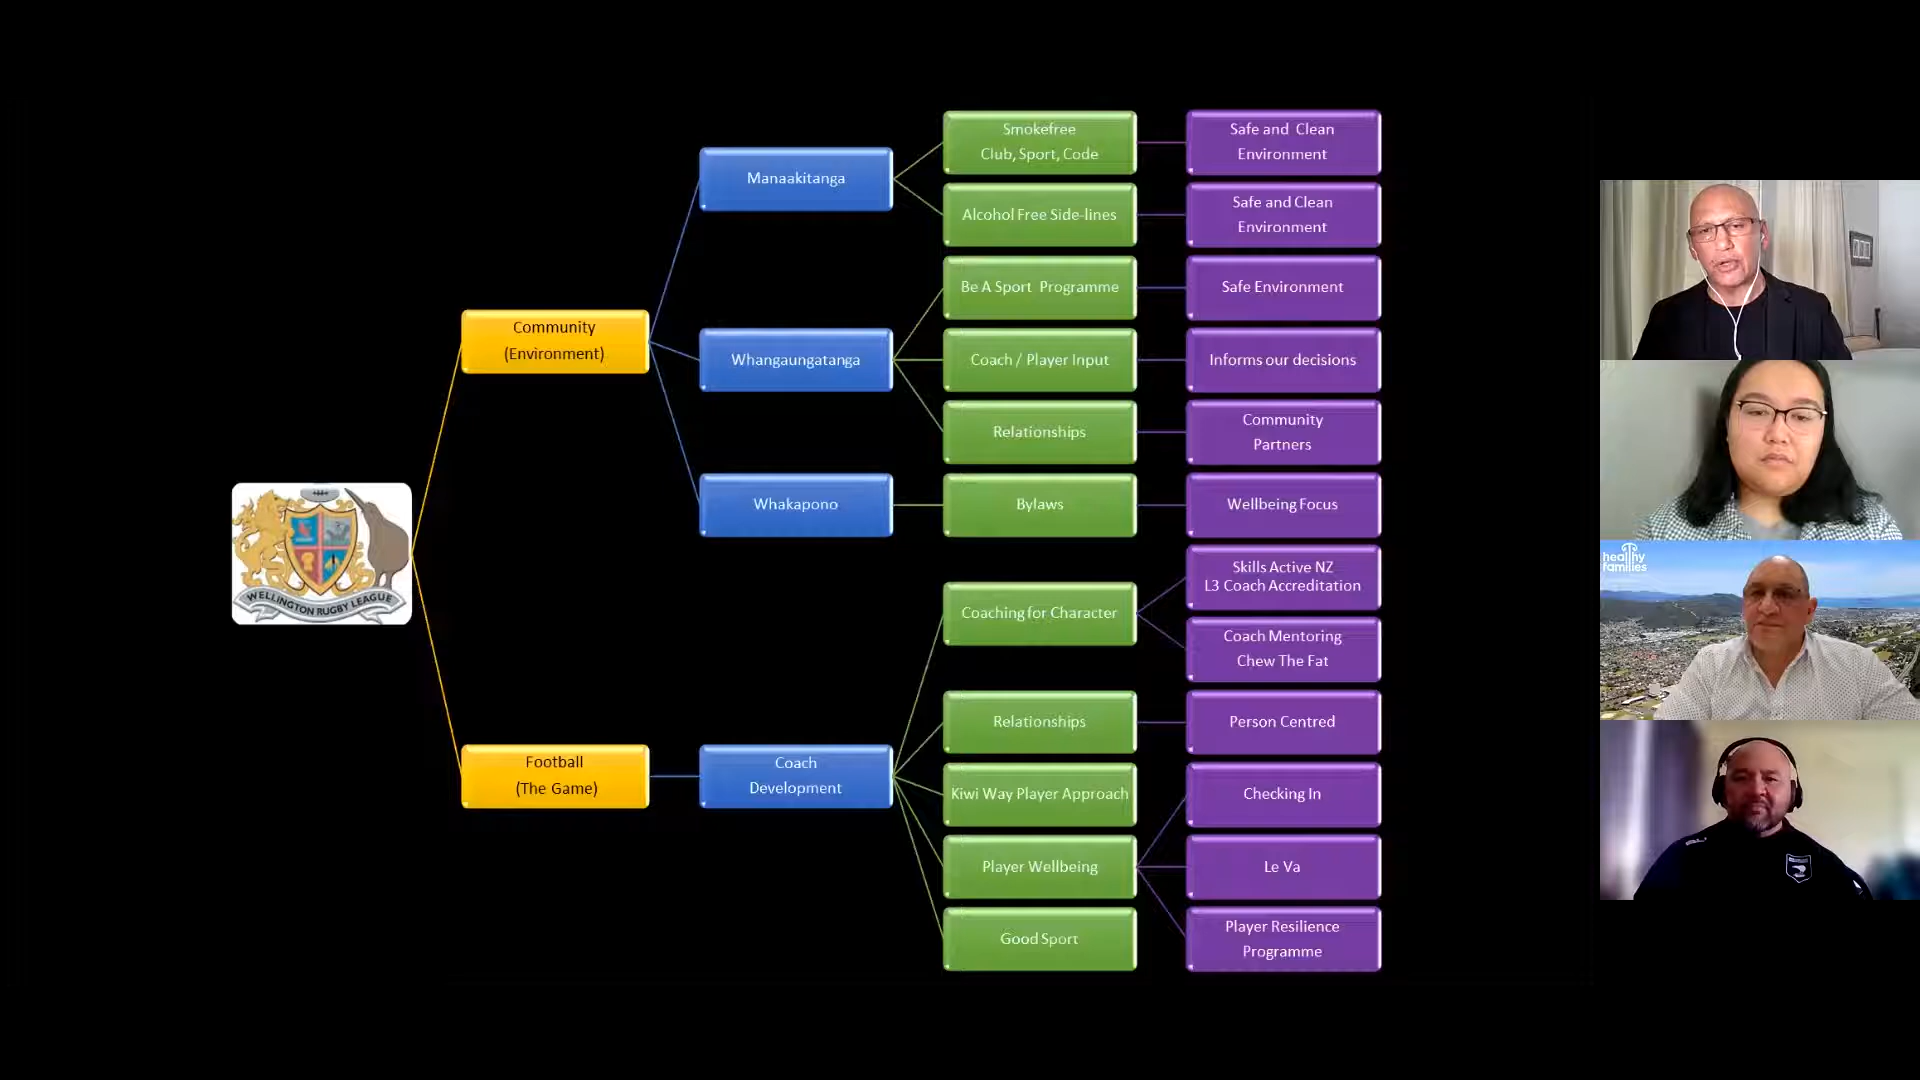 WELLINGTON RUGBY LEAGUE
Community
(Environment)
Football
(The Game)
Manaakitanga
Whangaungatanga
Whakapono
Coach
Development
Smokefree
Club, Sport, Code
Alcohol Free Side-lines
Be A Sport Programme
Coach / Player Input
Relationships
Bylaws
Coaching for Character
Relationships
Kiwi Way Player Approach
Player Wellbeing
Good Sport
Safe and Clean
Environment
Safe and Clean
Environment
Safe Environment
Informs our decisions
Community
Partners
Wellbeing Focus
Skills Active NZ
L3 Coach Accreditation
Coach Mentoring
Chew The Fat
Person Centred
Checking In
Le Va
Player Resilience
Programme
healthy
families